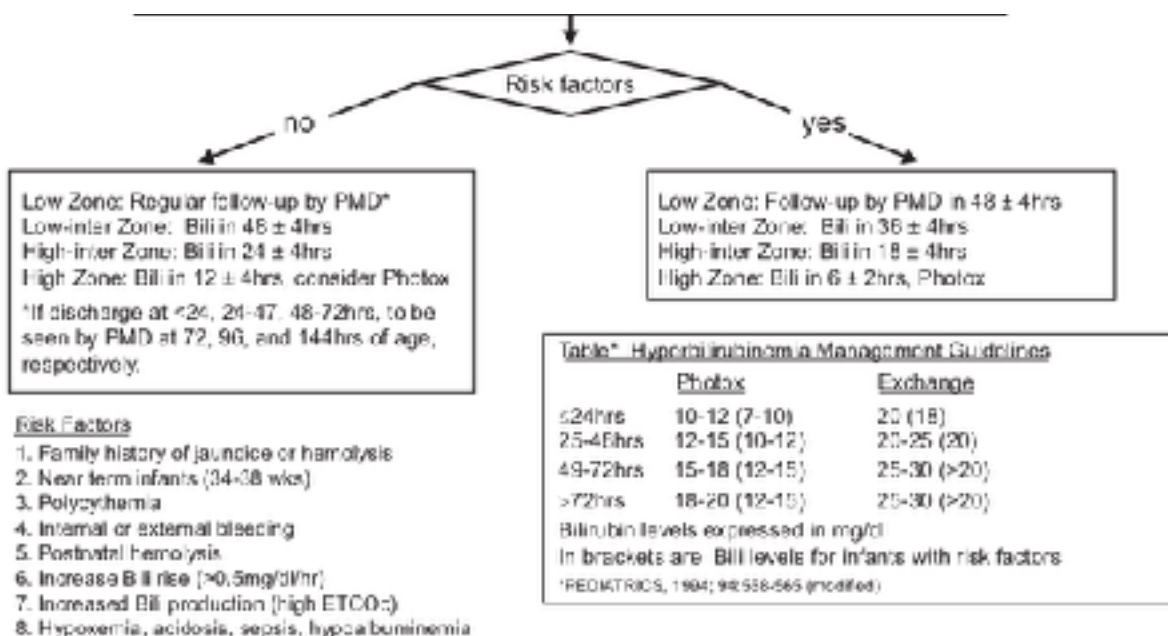 Risk factors
no
yes
Low Zone: Regular follow-up by PMD*
Low-inter Zone: Bili in 48 ± 4hrs
High-inter Zone: Bili in 24 ± 4hrs
High Zone: Bili in 12 ± 4hrs, consider Photox
*If discharge at <24, 24-47, 48-72hrs, to be
seen by PMD at 72, 96, and 144hrs of age,
respectively.
Low Zone: Follow-up by PMD in 48 ± 4hrs
Low-inter Zone: Bili in 36 ± 4hrs
High-inter Zone: Bili in 18 ± 4hrs
High Zone: Bili in 6 ± 2hrs, Photox
Risk Factors
1. Family history of jaundice or hemolysis
2. Near term infants (34-38 wks)
3. Polycythemia
4. Internal or external bleeding
5. Postnatal hemolysis
6. Increase Bili rise (>0.5mg/dl/hr)
7. Increased Bili production (high ETCOc)
8. Hypoxemia, acidosis, sepsis, hypoalbuminemia
Table* Hyperbilirubinemia Management Guidelines
Photox Exchange
≤24hrs 10-12 (7-10) 20 (18)
25-48hrs 12-15 (10-12) 20-25 (20)
49-72hrs 15-18 (12-15) 25-30 (>20)
>72hrs 18-20 (12-15) 25-30 (>20)
Bilirubin levels expressed in mg/dl
In brackets are Bili levels for infants with risk factors
*PEDIATRICS, 1994; 94:558-565 (modified)